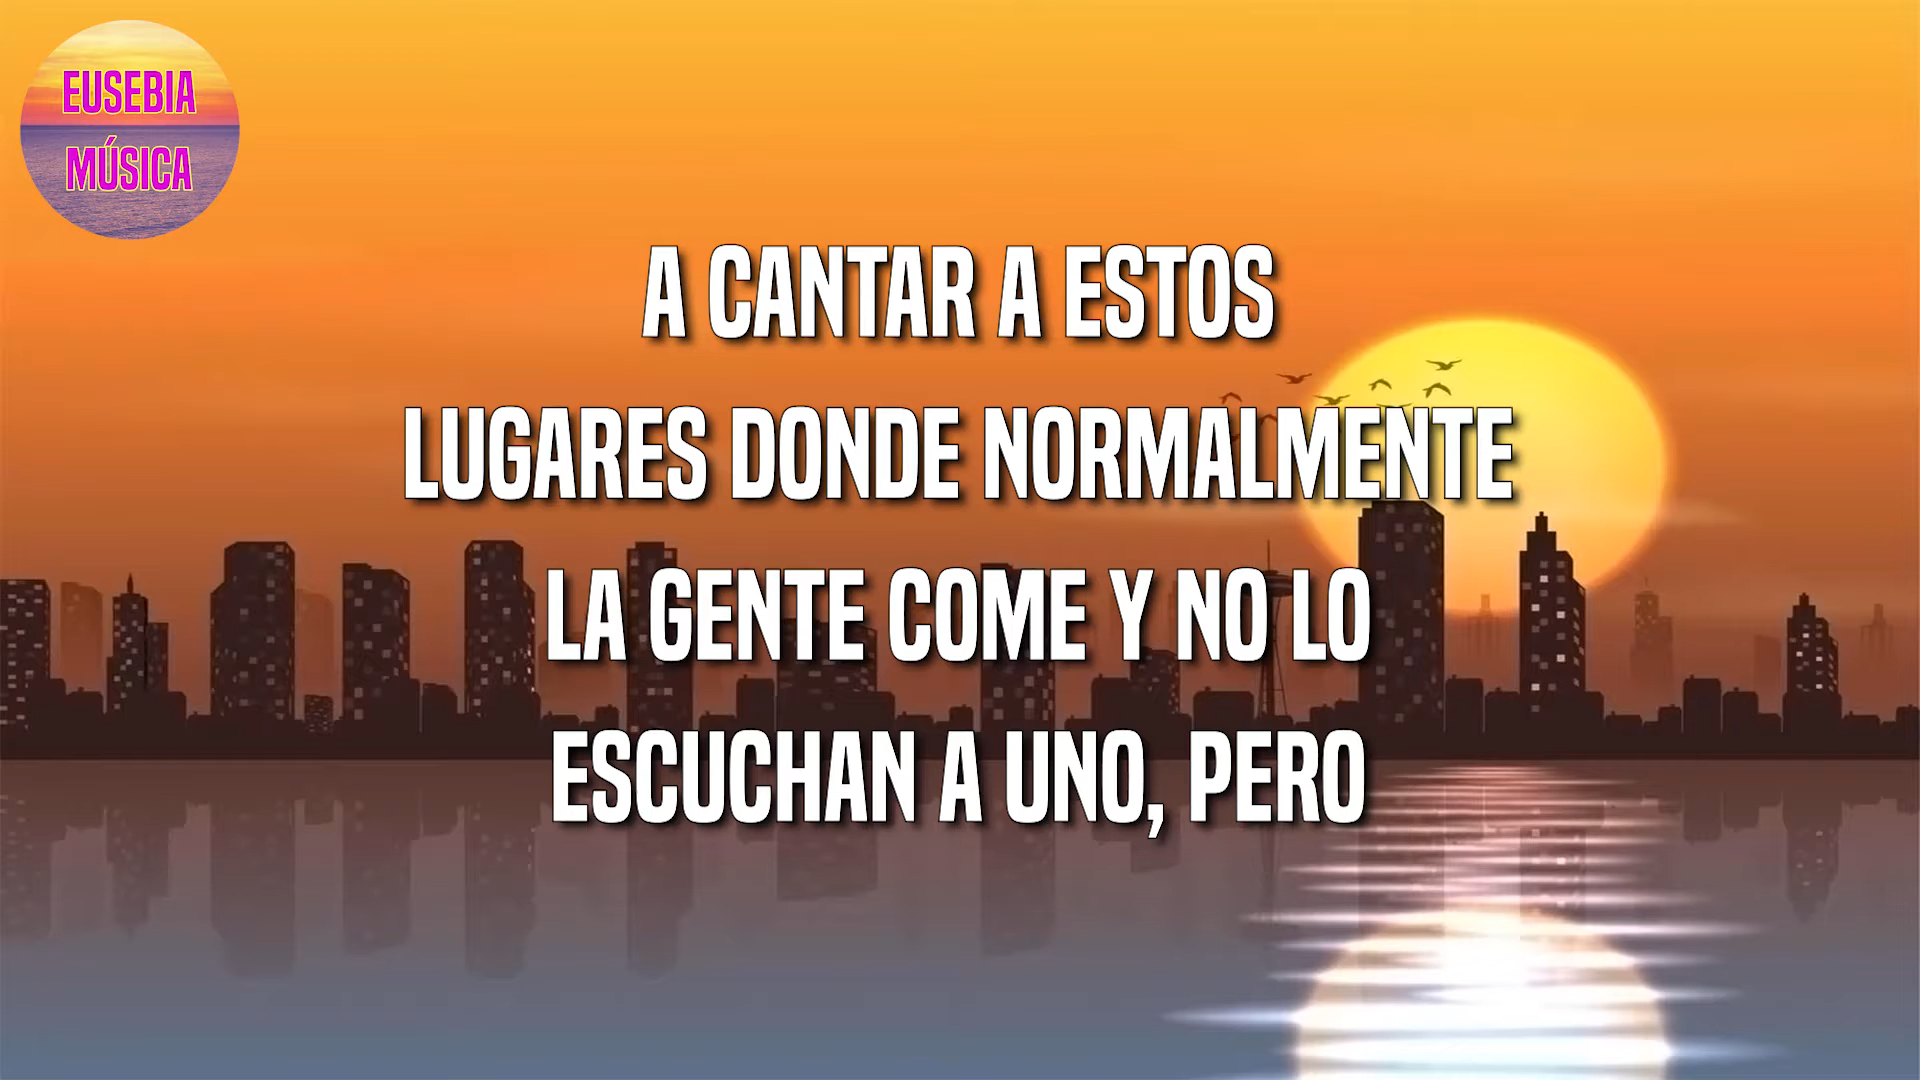 EUSEBIA
MÚSICA
A CANTAR A ESTOS
LUGARES DONDE NORMALMENTE
LA GENTE COME Y NO LO
ESCUCHAN A UNO, PERO